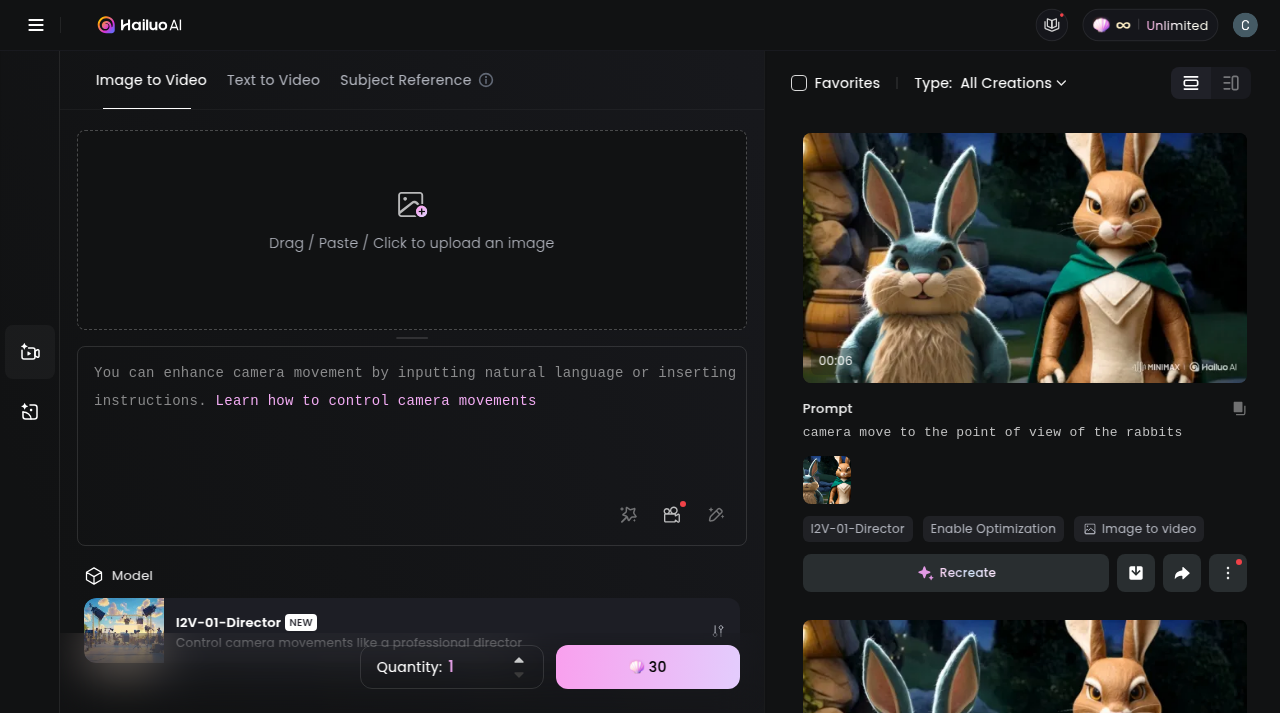 Hailuo AI
Unlimited
C
Image to Video
Text to Video
Subject Reference
Drag / Paste / Click to upload an image
You can enhance camera movement by inputting natural language or inserting
instructions. Learn how to control camera movements
Model
I2V-01-Director NEW
Control camera movements like a professional director
Quantity: 1
30
Favorites
Type: All Creations
00:06
MINIMAX | Hailuo AI
Prompt
camera move to the point of view of the rabbits
I2V-01-Director
Enable Optimization
Image to video
Recreate